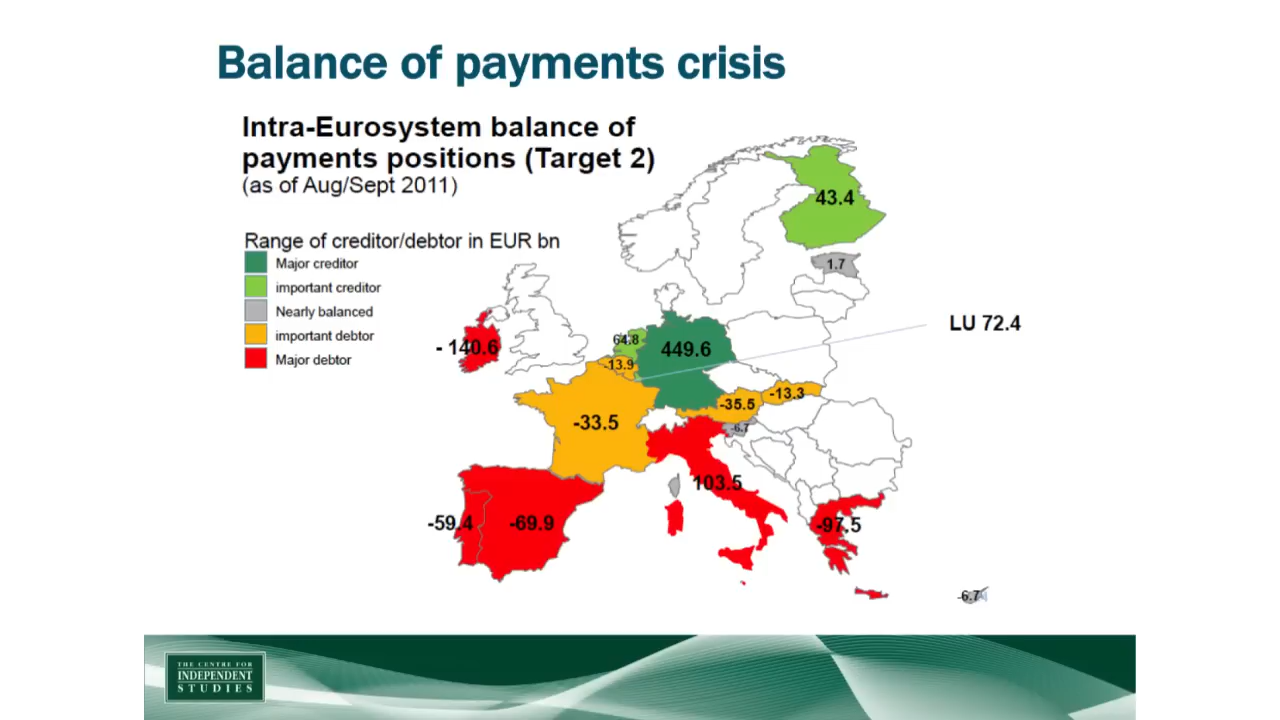 Balance of payments crisis
Intra-Eurosystem balance of
payments positions (Target 2)
(as of Aug/Sept 2011)
Range of creditor/debtor in EUR bn
Major creditor
important creditor
Nearly balanced
important debtor
Major debtor
43.4
1.7
LU 72.4
64.8
449.6
- 140.6
-13.9
-13.3
-35.5
-33.5
-6.7
103.5
-59.4
-69.9
-97.5
-6.7
THE CENTRE FOR
INDEPENDENT
STUDIES